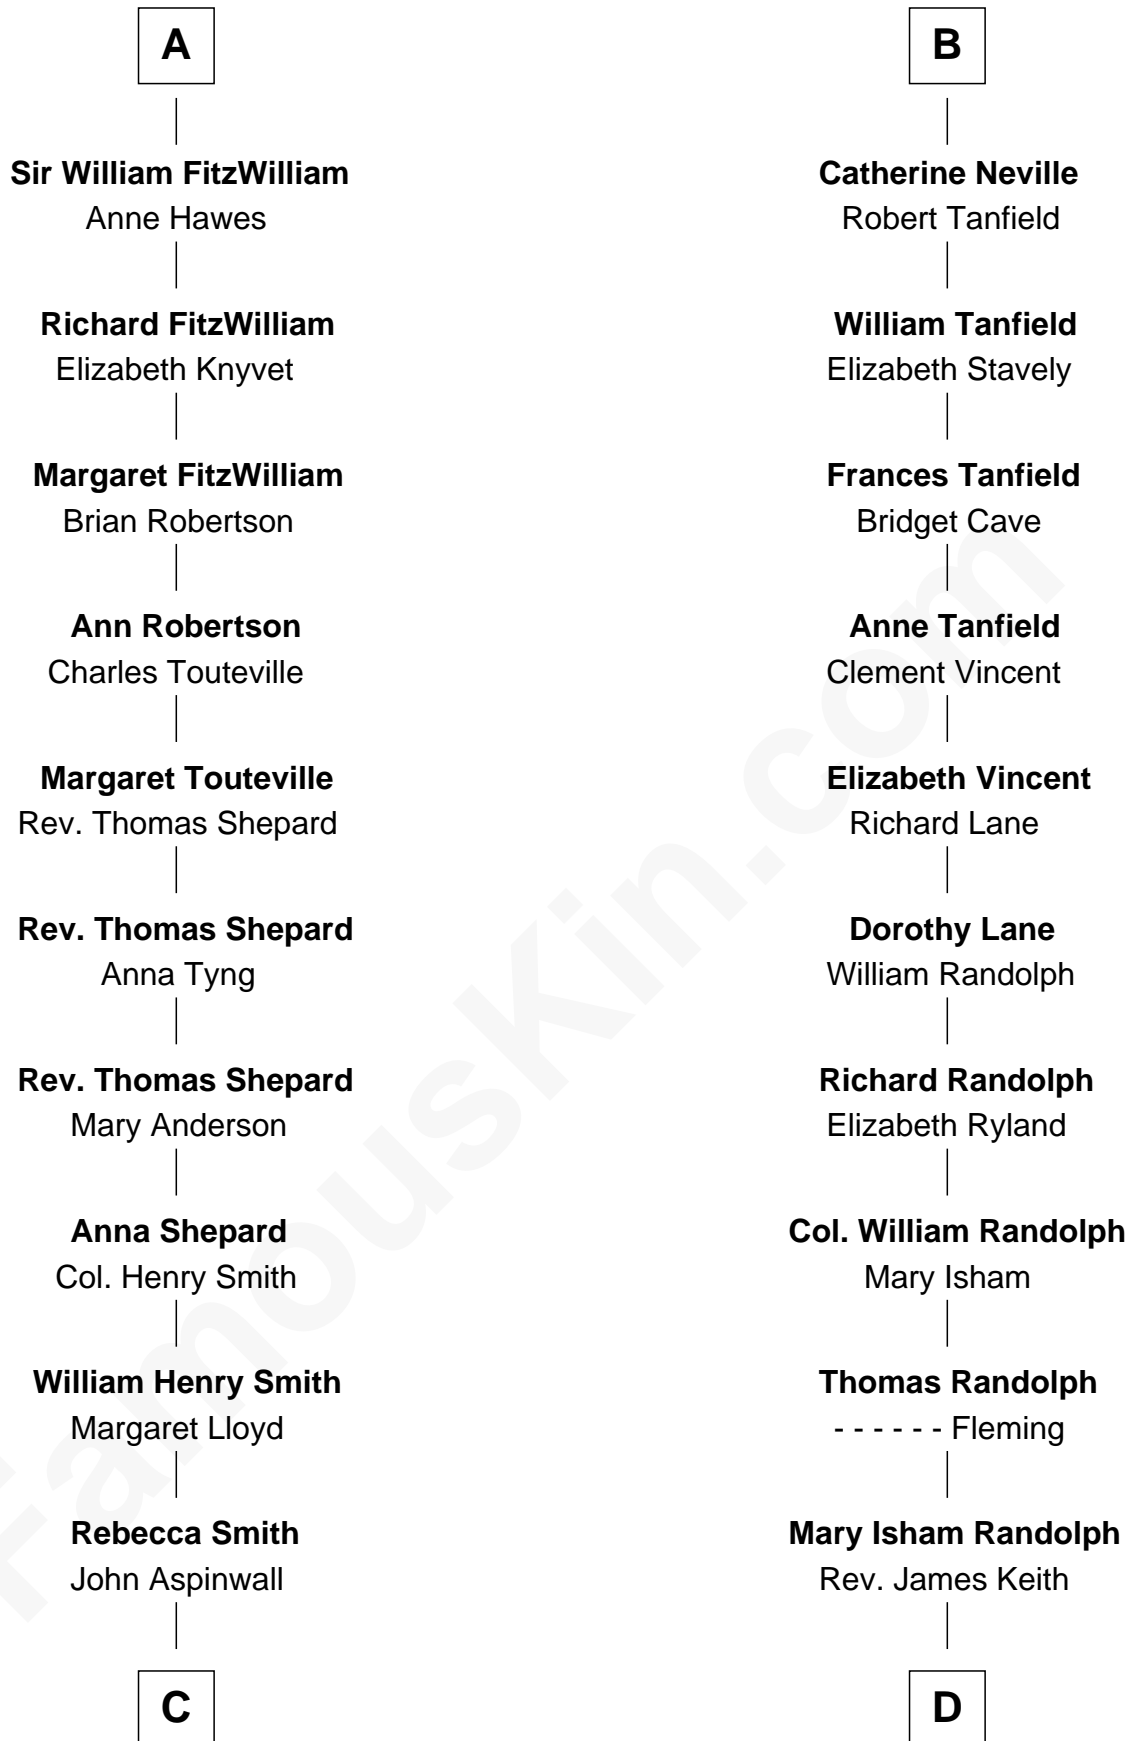 A
Sir William FitzWilliam
Anne Hawes
Richard FitzWilliam
Elizabeth Knyvet
Margaret FitzWilliam
Brian Robertson
Ann Robertson
Charles Touteville
Margaret Touteville
Rev. Thomas Shepard
Rev. Thomas Shepard
Anna Tyng
Rev. Thomas Shepard
Mary Anderson
Anna Shepard
Col. Henry Smith
William Henry Smith
Margaret Lloyd
Rebecca Smith
John Aspinwall
C
B
Catherine Neville
Robert Tanfield
William Tanfield
Elizabeth Stavely
Frances Tanfield
Bridget Cave
Anne Tanfield
Clement Vincent
Elizabeth Vincent
Richard Lane
Dorothy Lane
William Randolph
Richard Randolph
Elizabeth Ryland
Col. William Randolph
Mary Isham
Thomas Randolph
- - - - - - Fleming
Mary Isham Randolph
Rev. James Keith
D
FamousKin.com